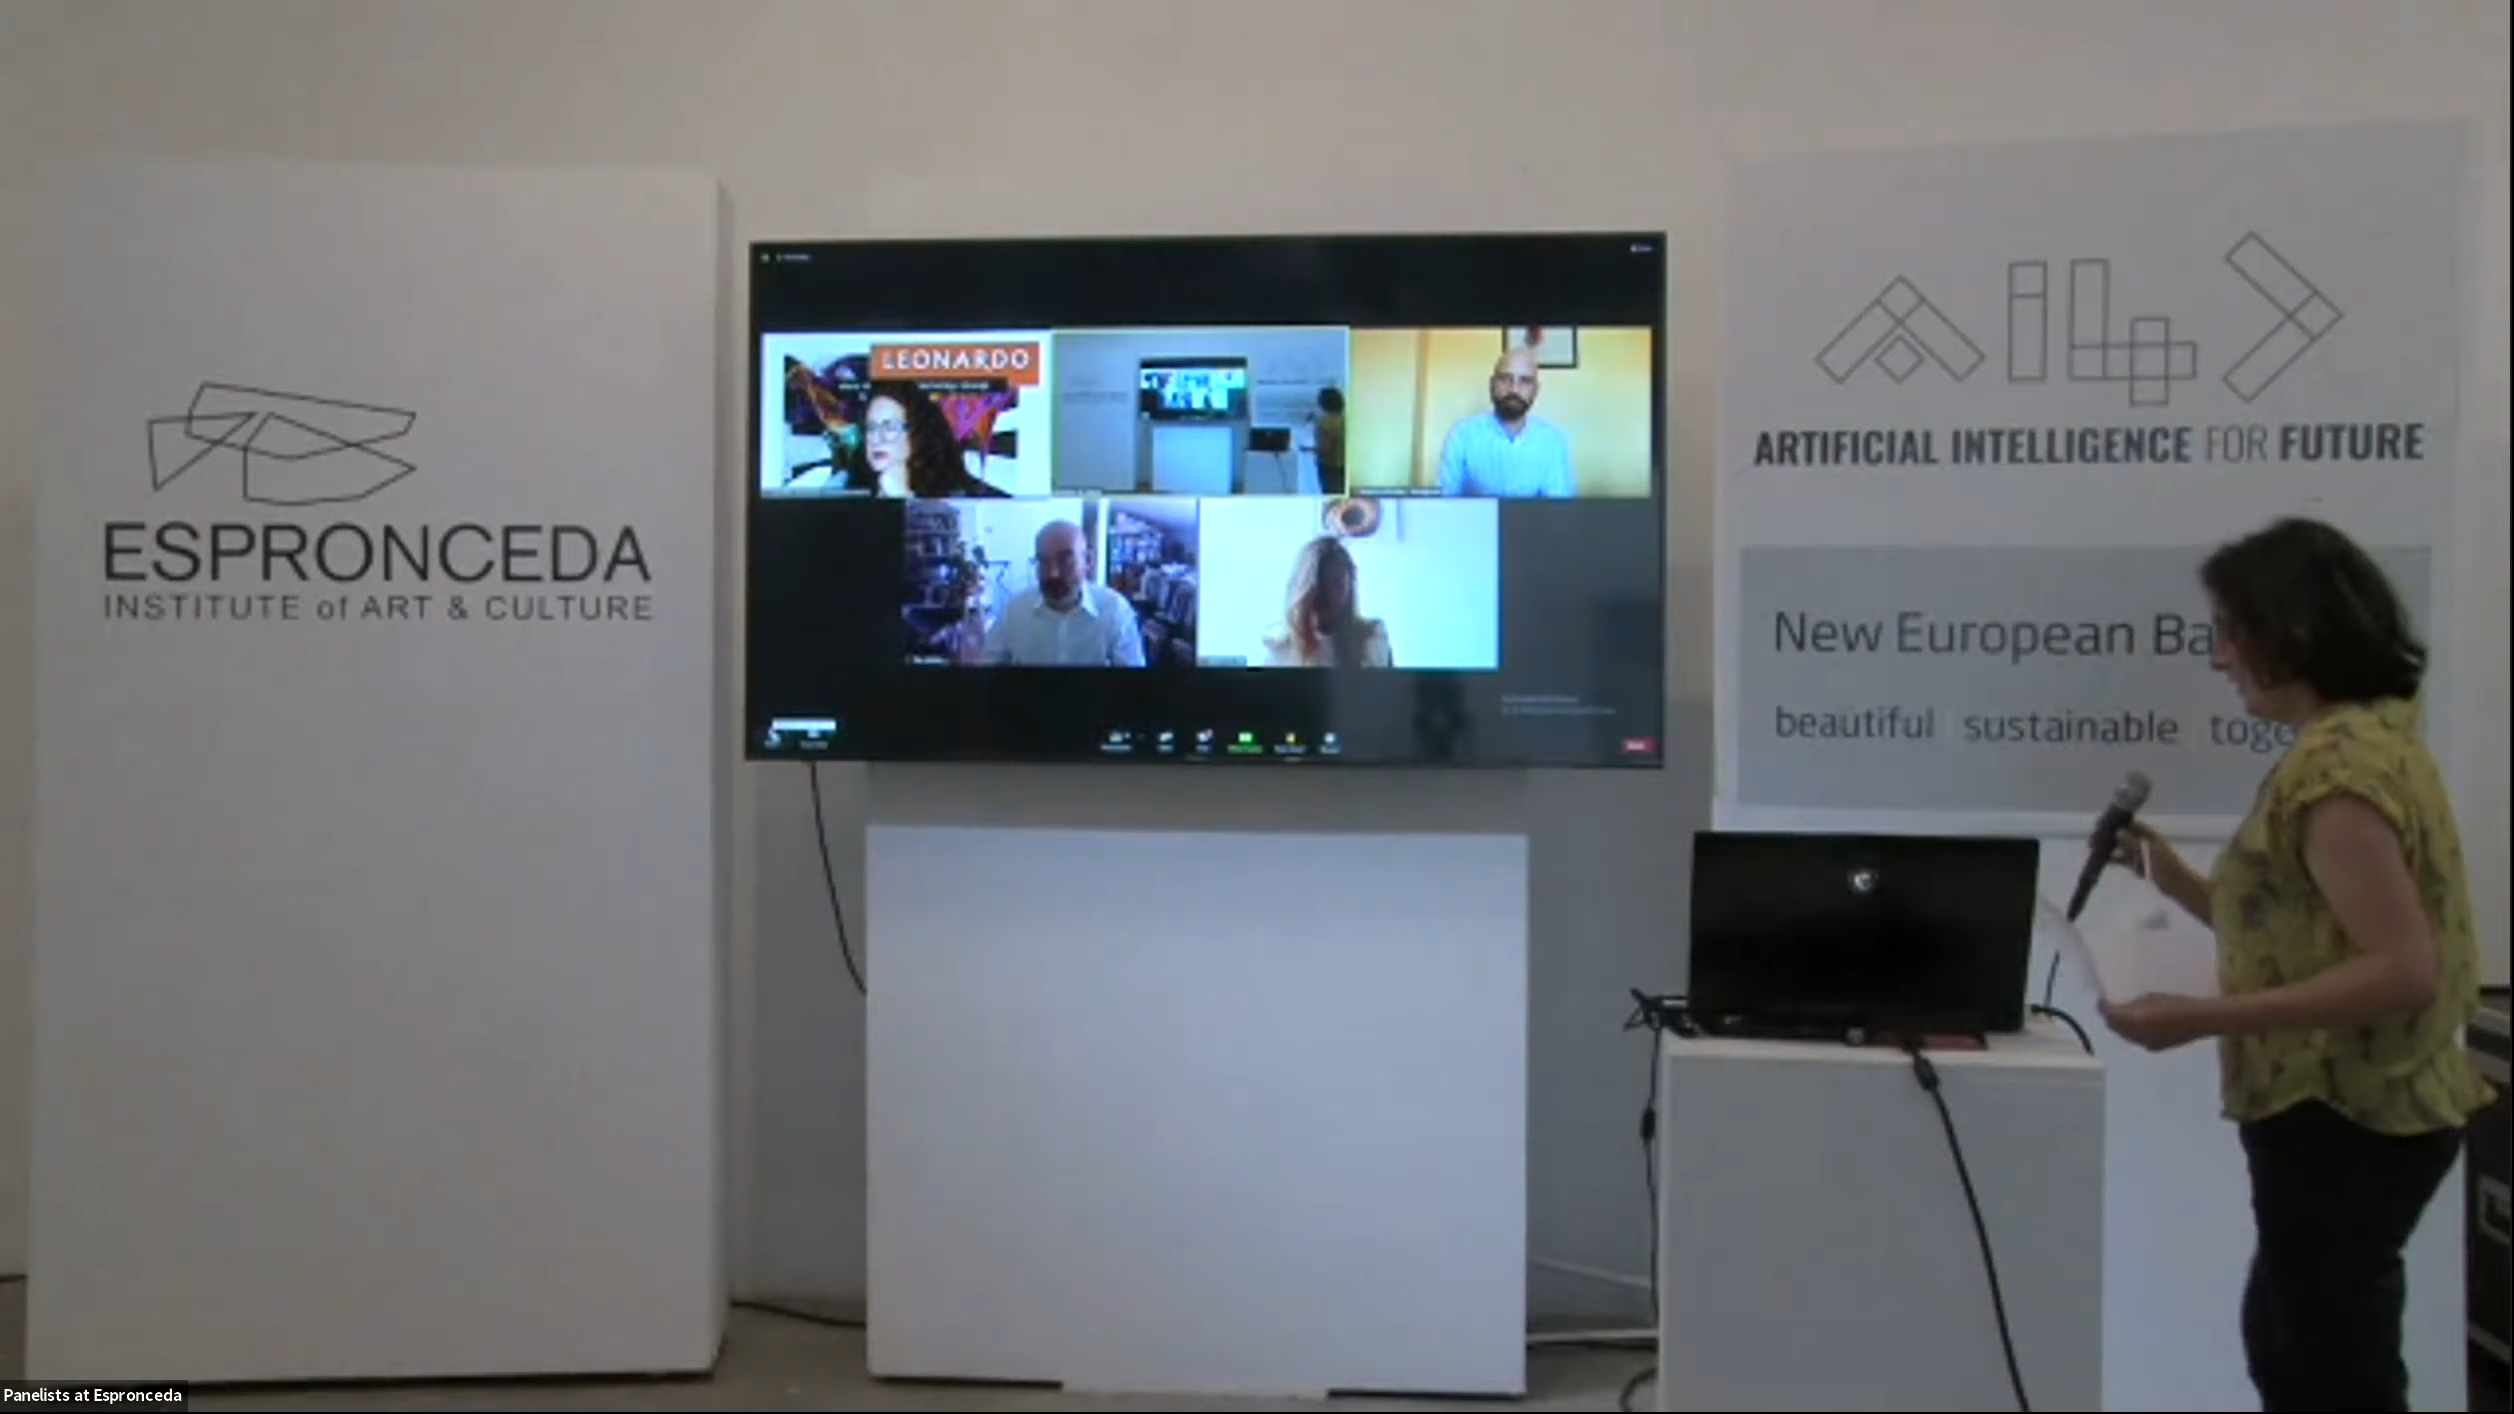 ESPRONCEDA
INSTITUTE of ART & CULTURE
LEONARDO
AI4
ARTIFICIAL INTELLIGENCE FOR FUTURE
New European Ba
beautiful sustainable toge
Panelists at Espronceda